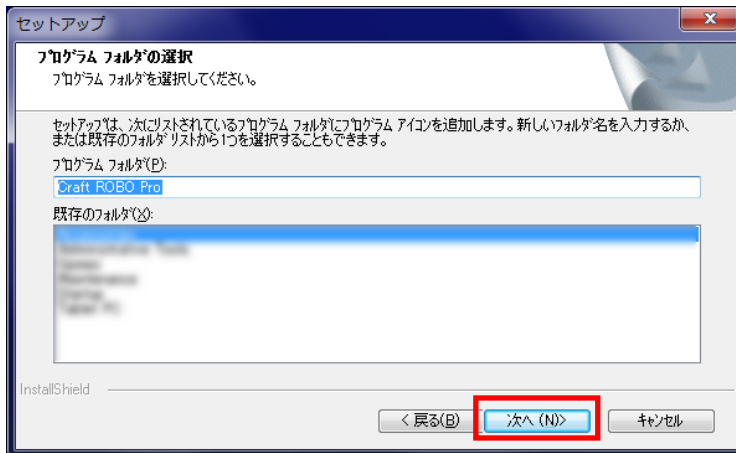 セットアップ
プログラム フォルダの選択
プログラム フォルダを選択してください。
セットアップは、次にリストされているプログラム フォルダにプログラム アイコンを追加します。新しいフォルダ名を入力するか、
または既存のフォルダ リストから1つを選択することもできます。
プログラム フォルダ(P):
Craft ROBO Pro
既存のフォルダ(X):
InstallShield
< 戻る(B) 次へ (N)> キャンセル